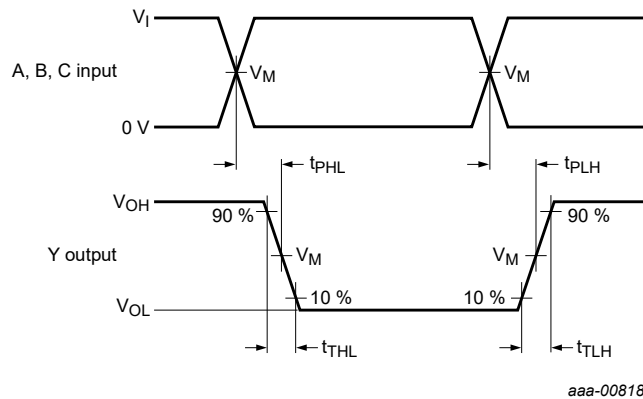 V_I
A, B, C input
V_M
V_M
0 V
t_PHL
t_PLH
V_OH
90 %
90 %
Y output
V_M
V_M
10 %
10 %
V_OL
t_THL
t_TLH
aaa-00818